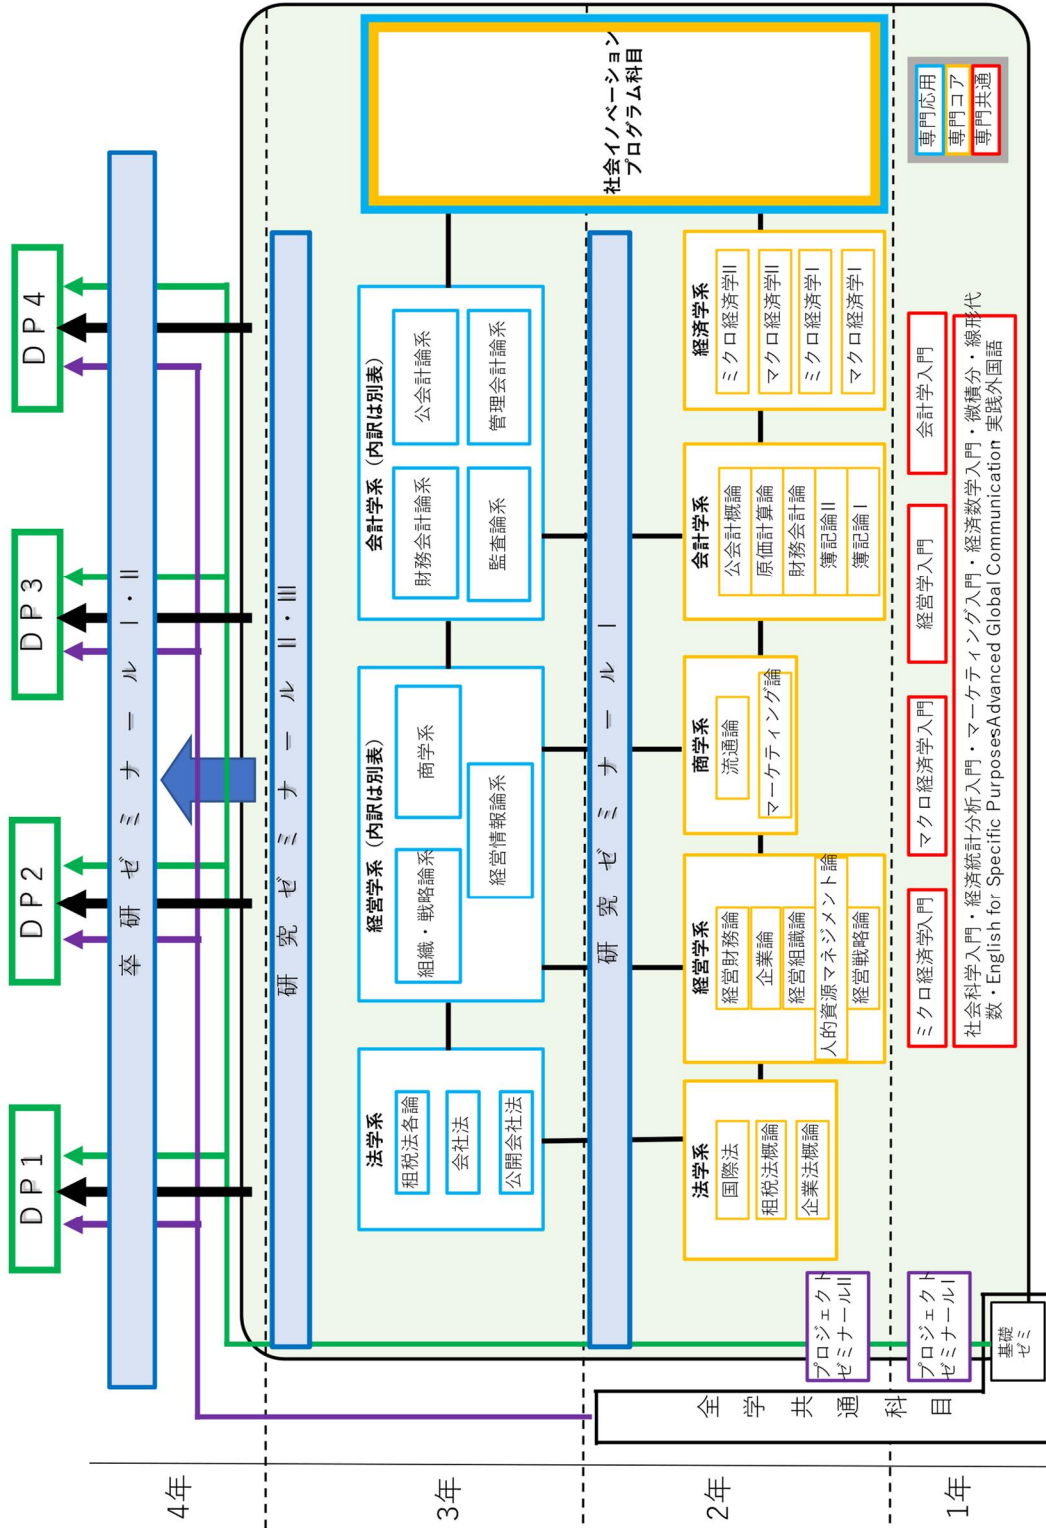 DP1
DP2
DP3
DP4
4年
卒研ゼミナールⅠ・Ⅱ
研究ゼミナールⅡ・Ⅲ
3年
法学系
租税法各論
会社法
公開会社法
経営学系（内訳は別表）
組織・戦略論系
商学系
経営情報論系
会計学系（内訳は別表）
財務会計論系
公会計論系
監査論系
管理会計論系
社会イノベーション
プログラム科目
研究ゼミナールⅠ
2年
法学系
国際法
租税法概論
企業法概論
経営学系
経営財務論
企業論
経営組織論
人的資源マネジメント論
経営戦略論
商学系
流通論
マーケティング論
会計学系
公会計概論
原価計算論
財務会計論
簿記論Ⅱ
簿記論Ⅰ
経済学系
ミクロ経済学Ⅱ
マクロ経済学Ⅱ
ミクロ経済学Ⅰ
マクロ経済学Ⅰ
全学共通科目
プロジェクト
ゼミナールⅡ
1年
プロジェクト
ゼミナールⅠ
基礎
ゼミ
ミクロ経済学入門
マクロ経済学入門
経営学入門
会計学入門
社会科学入門・経済統計分析入門・マーケティング入門・経済数学入門・微積分・線形代
数・English for Specific PurposesAdvanced Global Communication 実践外国語
専門応用
専門コア
専門共通